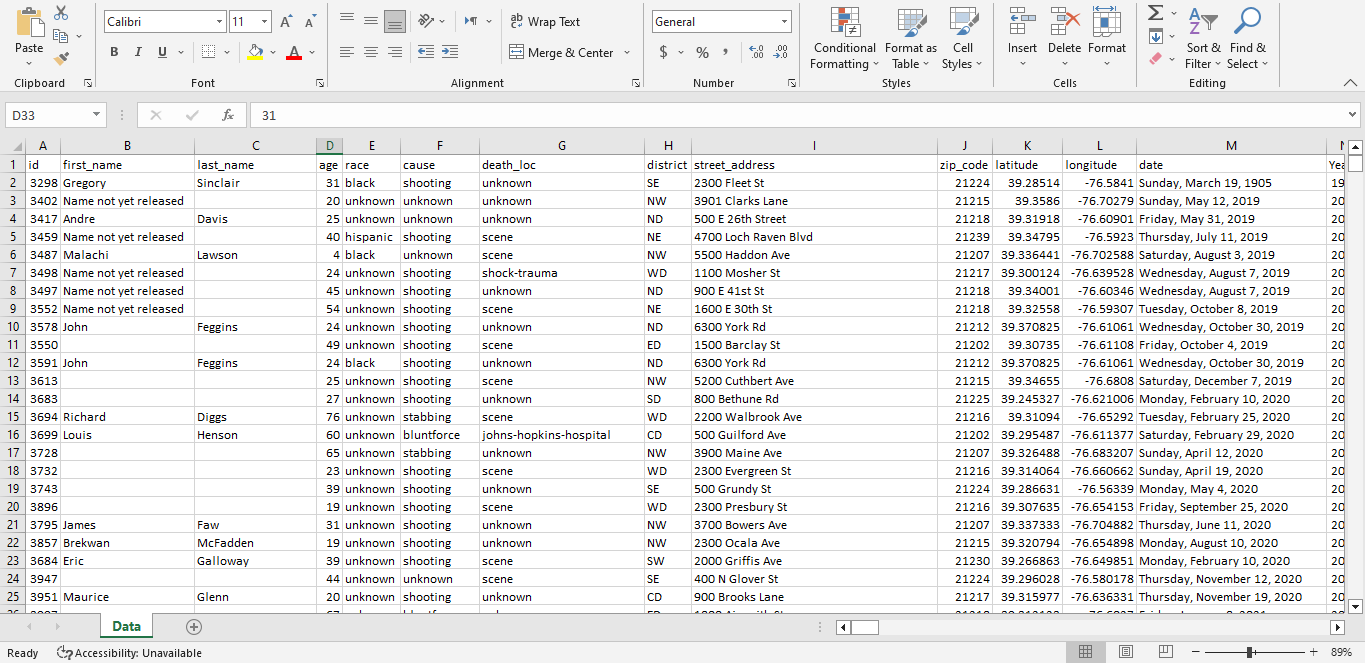 Calibri 11 General
Paste
B I U A
ab Wrap Text
Merge & Center
$ % ,
Conditional Formatting
Format as Table
Cell Styles
Insert Delete Format
Sort & Filter
Find & Select
Clipboard Font Alignment Number Styles Cells Editing
D33 fx 31
A B C D E F G H I J K L M
1 id first_name last_name age race cause death_loc district street_address zip_code latitude longitude date
2 3298 Gregory Sinclair 31 black shooting unknown SE 2300 Fleet St 21224 39.28514 -76.5841 Sunday, March 19, 1905 19
3 3402 Name not yet released 20 unknown unknown unknown NW 3901 Clarks Lane 21215 39.3586 -76.70279 Sunday, May 12, 2019 20
4 3417 Andre Davis 25 unknown unknown unknown ND 500 E 26th Street 21218 39.31918 -76.60901 Friday, May 31, 2019 20
5 3459 Name not yet released 40 hispanic shooting scene NE 4700 Loch Raven Blvd 21239 39.34795 -76.5923 Thursday, July 11, 2019 20
6 3487 Malachi Lawson 4 black unknown scene NW 5500 Haddon Ave 21207 39.336441 -76.702588 Saturday, August 3, 2019 20
7 3498 Name not yet released 24 unknown shooting shock-trauma WD 1100 Mosher St 21217 39.300124 -76.639528 Wednesday, August 7, 2019 20
8 3497 Name not yet released 45 unknown shooting unknown ND 900 E 41st St 21218 39.34001 -76.60346 Wednesday, August 7, 2019 20
9 3552 Name not yet released 54 unknown shooting scene NE 1600 E 30th St 21218 39.32558 -76.59307 Tuesday, October 8, 2019 20
10 3578 John Feggins 24 unknown shooting unknown ND 6300 York Rd 21212 39.370825 -76.61061 Wednesday, October 30, 2019 20
11 3550 49 unknown shooting scene ED 1500 Barclay St 21202 39.30735 -76.61108 Friday, October 4, 2019 20
12 3591 John Feggins 24 black shooting unknown ND 6300 York Rd 21212 39.370825 -76.61061 Wednesday, October 30, 2019 20
13 3613 25 unknown shooting scene NW 5200 Cuthbert Ave 21215 39.34655 -76.6808 Saturday, December 7, 2019 20
14 3683 27 unknown shooting unknown SD 800 Bethune Rd 21225 39.245327 -76.621006 Monday, February 10, 2020 20
15 3694 Richard Diggs 76 unknown stabbing scene WD 2200 Walbrook Ave 21216 39.31094 -76.65292 Tuesday, February 25, 2020 20
16 3699 Louis Henson 60 unknown bluntforce johns-hopkins-hospital CD 500 Guilford Ave 21202 39.295487 -76.611377 Saturday, February 29, 2020 20
17 3728 65 unknown stabbing unknown NW 3900 Maine Ave 21207 39.326488 -76.683207 Sunday, April 12, 2020 20
18 3732 23 unknown shooting scene WD 2300 Evergreen St 21216 39.314064 -76.660662 Sunday, April 19, 2020 20
19 3743 39 unknown shooting unknown SE 500 Grundy St 21224 39.286631 -76.56339 Monday, May 4, 2020 20
20 3896 19 unknown shooting scene WD 2300 Presbury St 21216 39.307635 -76.654153 Friday, September 25, 2020 20
21 3795 James Faw 31 unknown shooting unknown NW 3700 Bowers Ave 21207 39.337333 -76.704882 Thursday, June 11, 2020 20
22 3857 Brekwan McFadden 19 unknown shooting unknown NW 2300 Ocala Ave 21215 39.320794 -76.654898 Monday, August 10, 2020 20
23 3684 Eric Galloway 39 unknown shooting scene SW 2000 Griffis Ave 21230 39.266863 -76.649851 Monday, February 10, 2020 20
24 3947 44 unknown unknown scene SE 400 N Glover St 21224 39.296028 -76.580178 Thursday, November 12, 2020 20
25 3951 Maurice Glenn 20 unknown shooting unknown CD 900 Brooks Lane 21217 39.315977 -76.636331 Thursday, November 19, 2020 20
Data
Ready Accessibility: Unavailable 89%